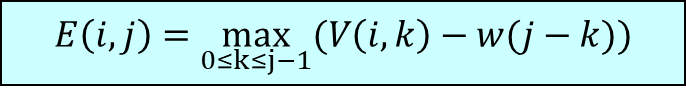 E(i, j) = max (V(i, k) − w(j − k))
0≤k≤j−1